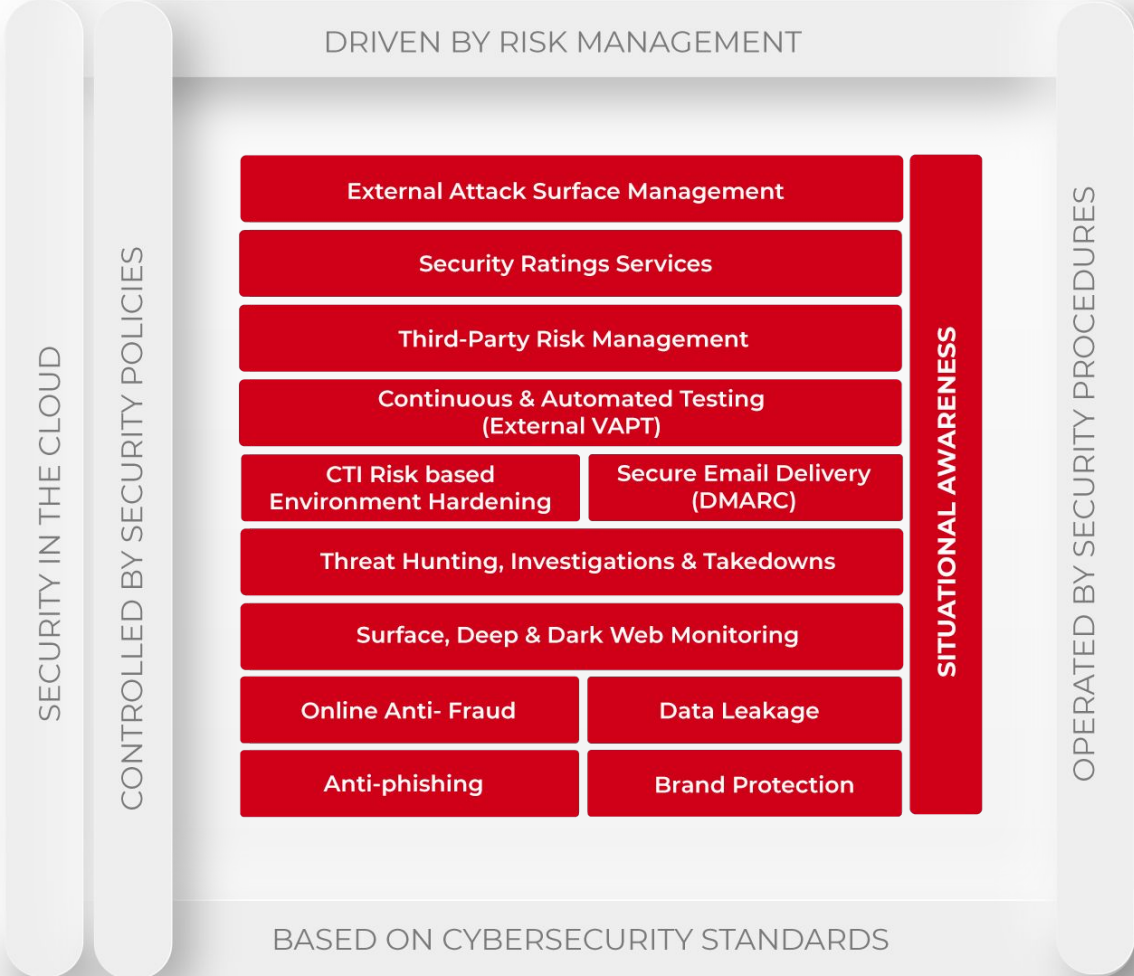 DRIVEN BY RISK MANAGEMENT
SECURITY IN THE CLOUD
CONTROLLED BY SECURITY POLICIES
External Attack Surface Management
Security Ratings Services
Third-Party Risk Management
Continuous & Automated Testing
(External VAPT)
CTI Risk based
Environment Hardening
Secure Email Delivery
(DMARC)
Threat Hunting, Investigations & Takedowns
Surface, Deep & Dark Web Monitoring
Online Anti- Fraud
Data Leakage
Anti-phishing
Brand Protection
SITUATIONAL AWARENESS
OPERATED BY SECURITY PROCEDURES
BASED ON CYBERSECURITY STANDARDS